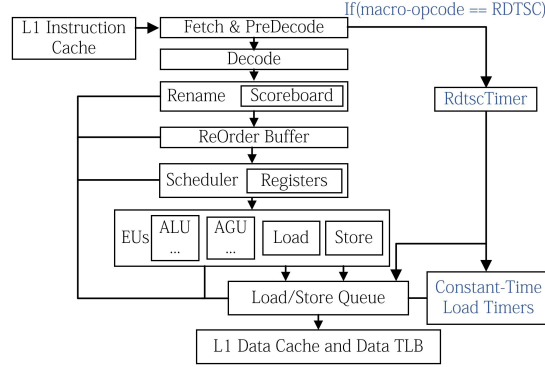 If(macro-opcode == RDTSC)
L1 Instruction
Cache
Fetch & PreDecode
Decode
Rename
Scoreboard
RdtscTimer
ReOrder Buffer
Scheduler
Registers
EUs
ALU
...
AGU
...
Load
Store
Load/Store Queue
Constant-Time
Load Timers
L1 Data Cache and Data TLB